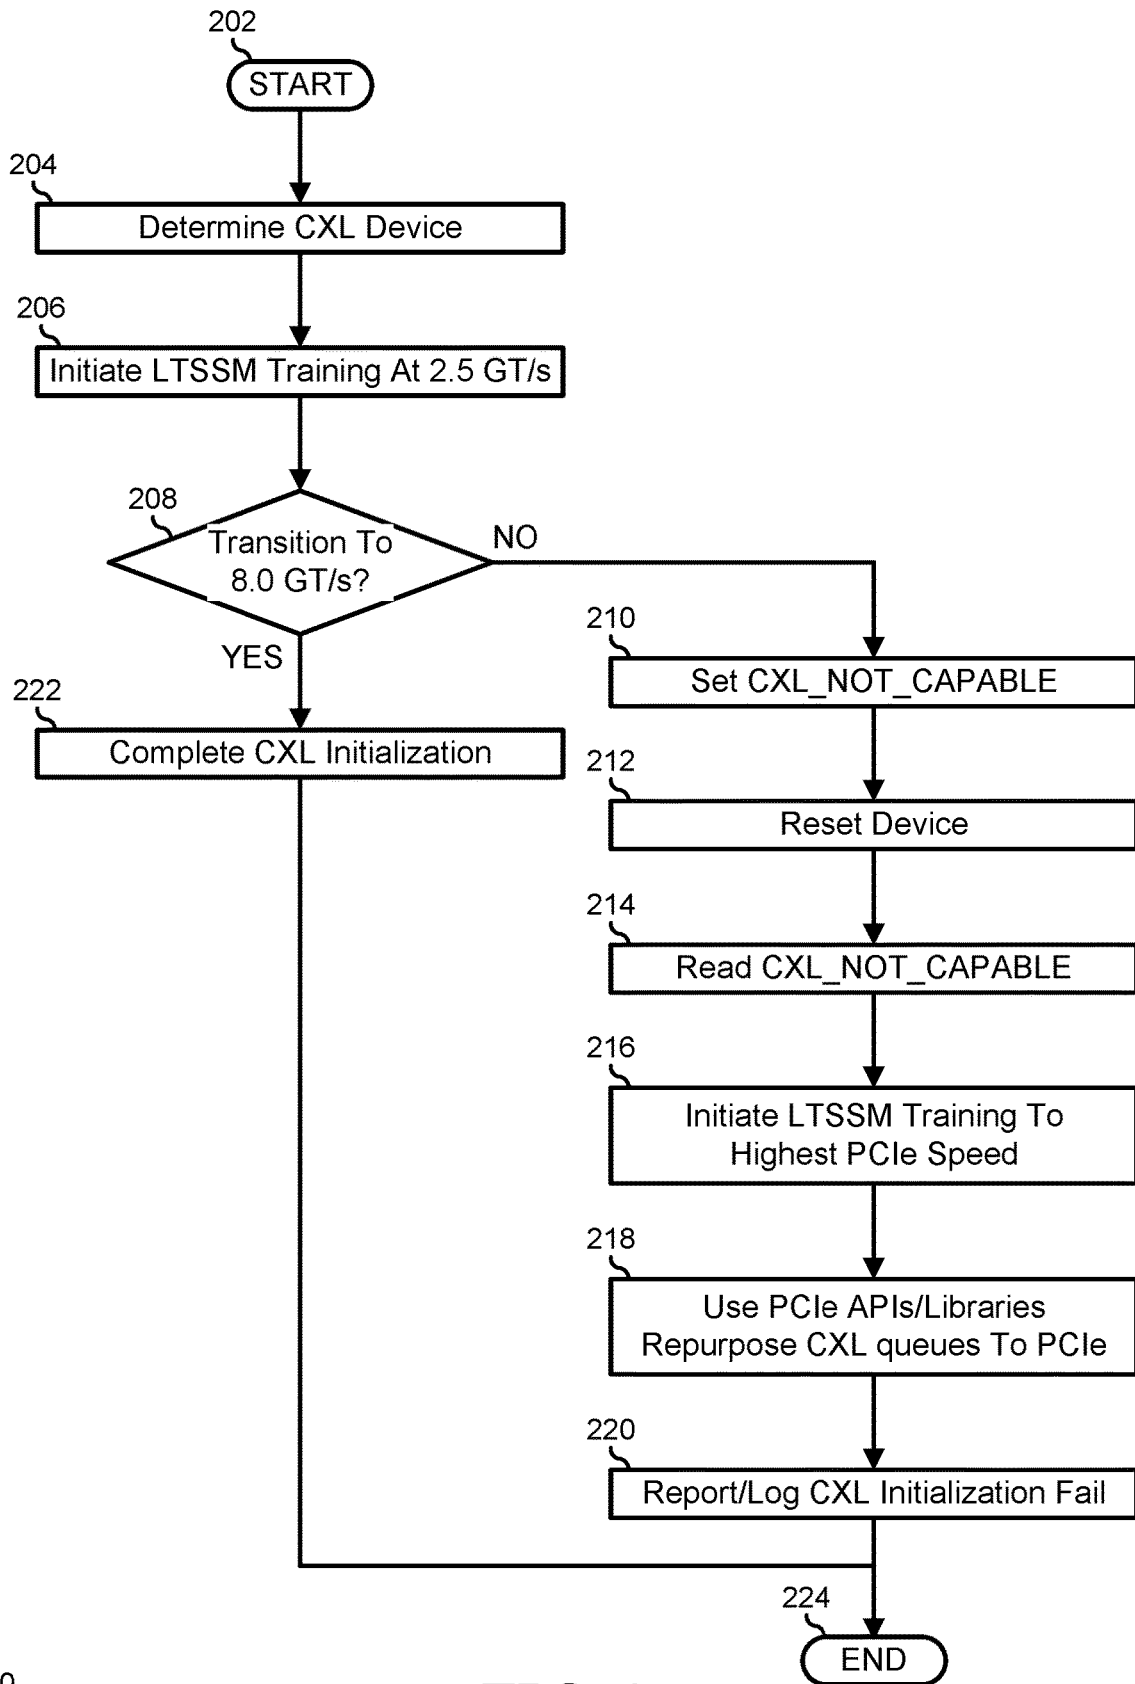 202
START
204
Determine CXL Device
206
Initiate LTSSM Training At 2.5 GT/s
208
Transition To
8.0 GT/s?
NO
YES
210
Set CXL_NOT_CAPABLE
222
Complete CXL Initialization
212
Reset Device
214
Read CXL_NOT_CAPABLE
216
Initiate LTSSM Training To
Highest PCIe Speed
218
Use PCIe APIs/Libraries
Repurpose CXL queues To PCIe
220
Report/Log CXL Initialization Fail
224
END